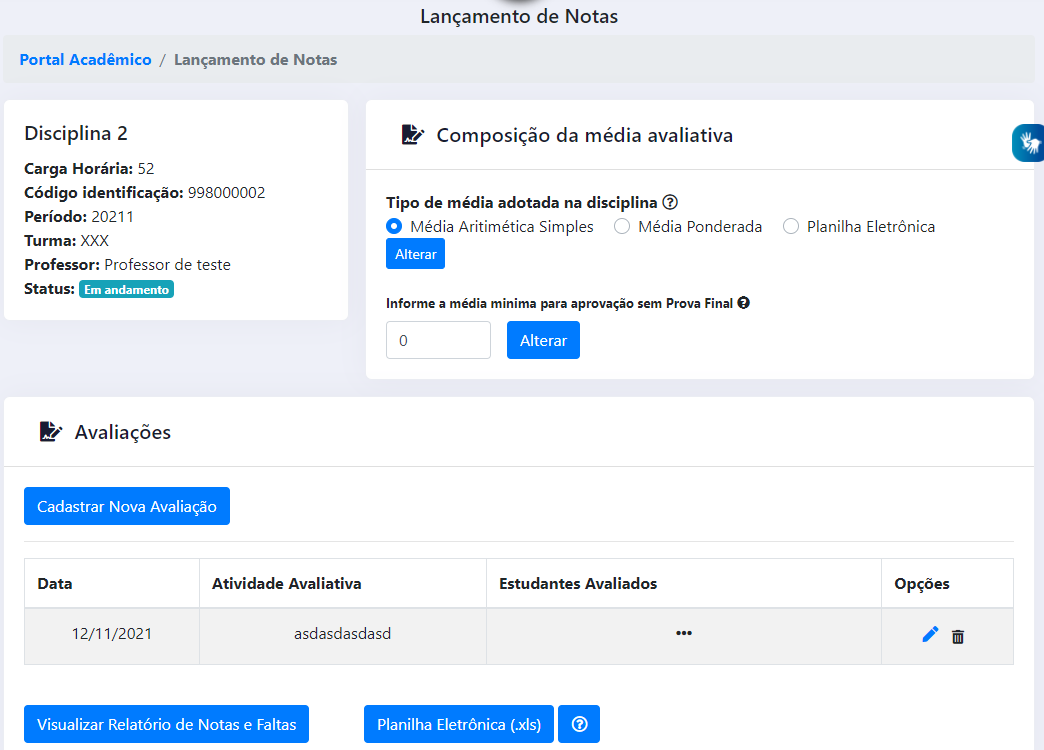 Lançamento de Notas
Portal Acadêmico / Lançamento de Notas
Disciplina 2
Carga Horária: 52
Código identificação: 998000002
Período: 20211
Turma: XXX
Professor: Professor de teste
Status: Em andamento
Composição da média avaliativa
Tipo de média adotada na disciplina
Média Aritimética Simples Média Ponderada Planilha Eletrônica
Alterar
Informe a média minima para aprovação sem Prova Final
0 Alterar
Avaliações
Cadastrar Nova Avaliação
Data Atividade Avaliativa Estudantes Avaliados Opções
12/11/2021 asdasdasdasd •••
Visualizar Relatório de Notas e Faltas Planilha Eletrônica (.xls)